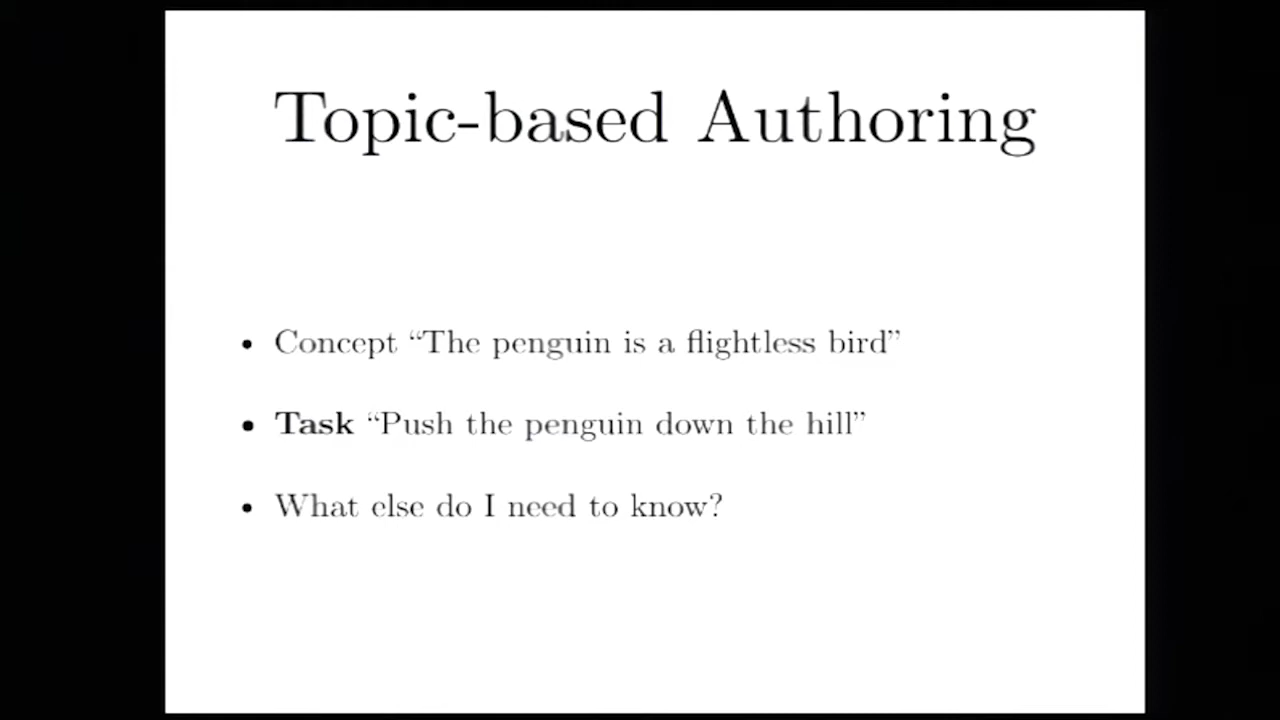 Topic-based Authoring
• Concept “The penguin is a flightless bird”
• Task “Push the penguin down the hill”
• What else do I need to know?